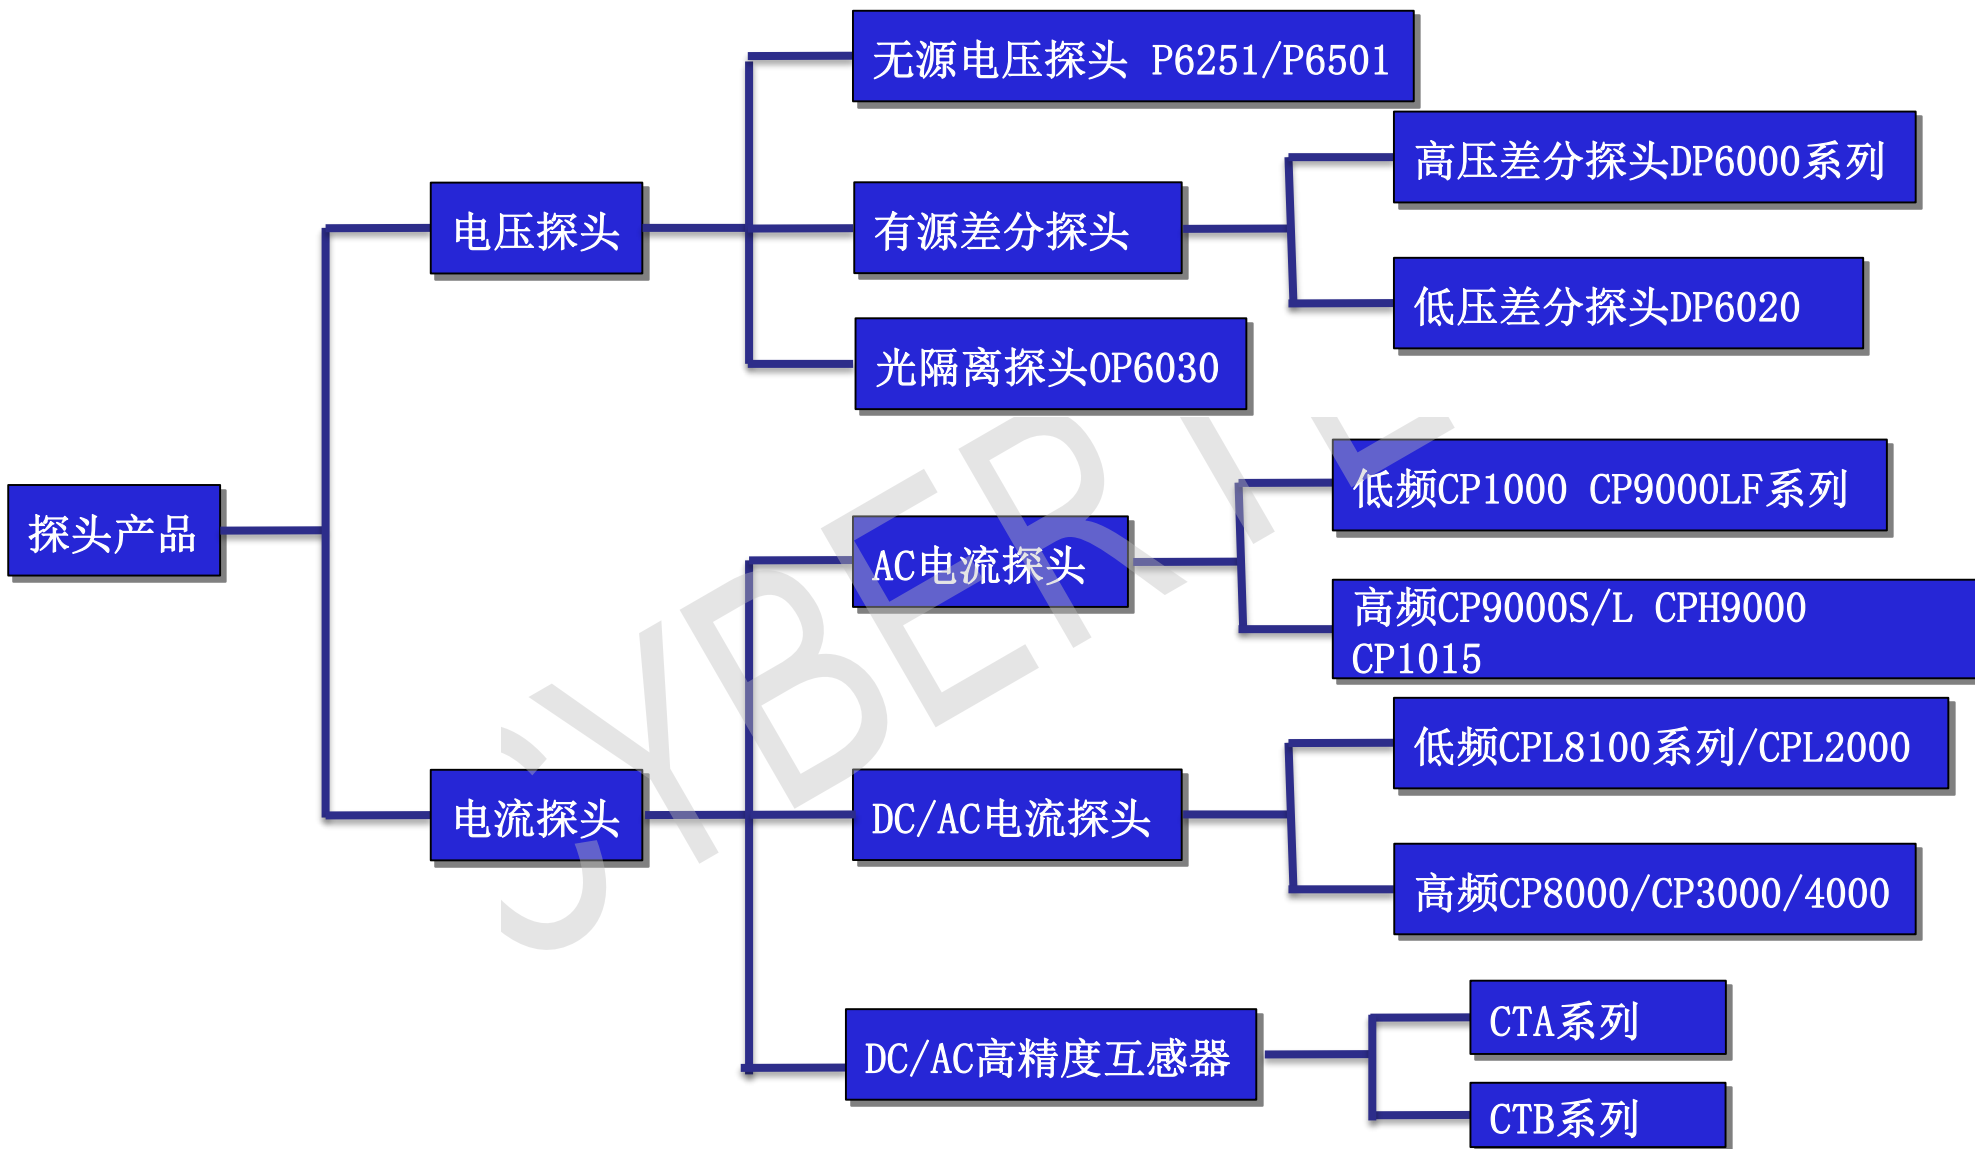 无源电压探头 P6251/P6501
高压差分探头DP6000系列
电压探头
有源差分探头
低压差分探头DP6020
光隔离探头OP6030
低频CP1000 CP9000LF系列
探头产品
AC电流探头
高频CP9000S/L CPH9000
CP1015
低频CPL8100系列/CPL2000
电流探头
DC/AC电流探头
高频CP8000/CP3000/4000
CTA系列
DC/AC高精度互感器
CTB系列
CYBERTE